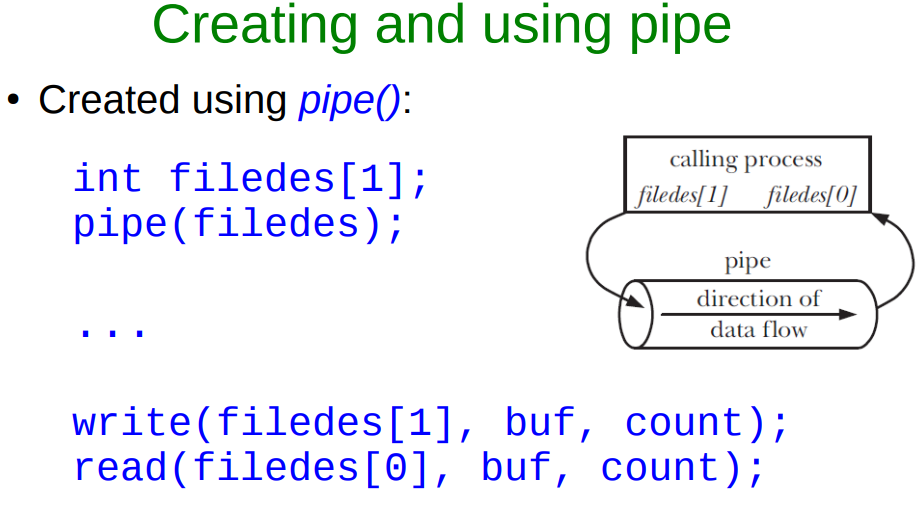 Creating and using pipe
• Created using pipe():
int filedes[1];
pipe(filedes);
...
write(filedes[1], buf, count);
read(filedes[0], buf, count);
calling process
filedes[1] filedes[0]
pipe
direction of
data flow